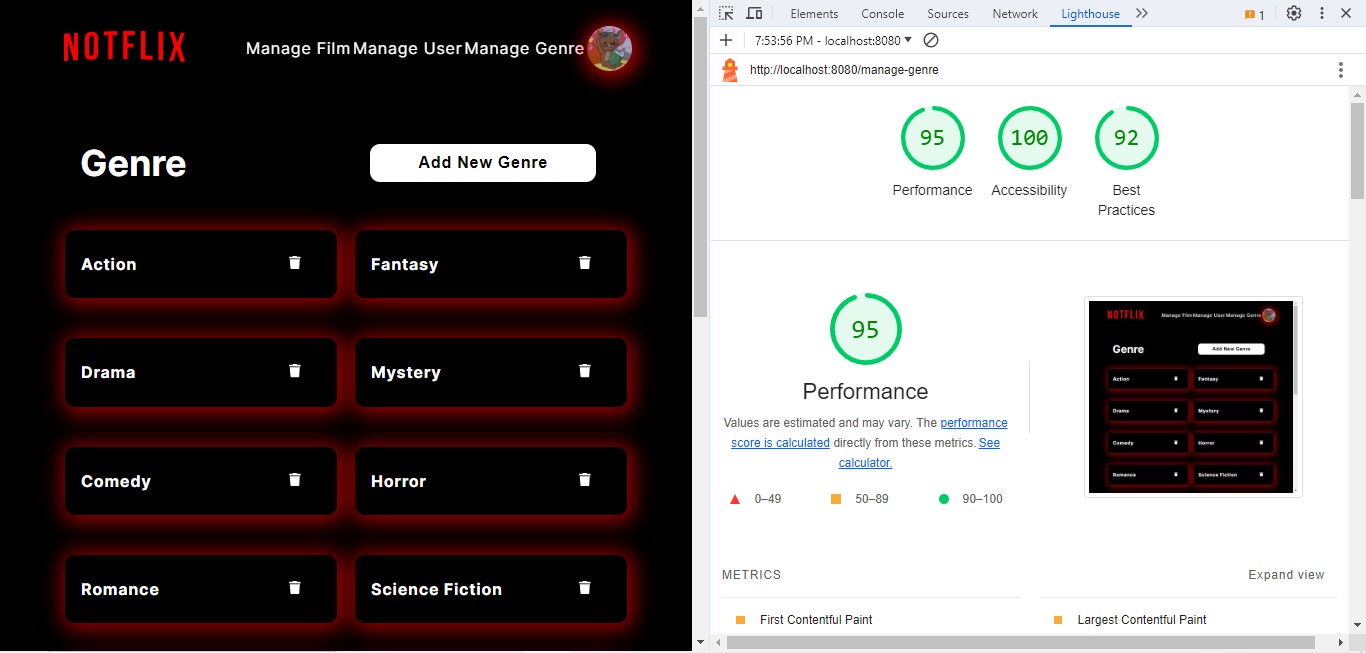 NOTFLIX
Manage Film Manage User Manage Genre
Genre
Add New Genre
Action
Fantasy
Drama
Mystery
Comedy
Horror
Romance
Science Fiction
Elements Console Sources Network Lighthouse 1
7:53:56 PM - localhost:8080
http://localhost:8080/manage-genre
95 100 92
Performance Accessibility Best
Practices
95
Performance
Values are estimated and may vary. The performance
score is calculated directly from these metrics. See
calculator.
0–49 50–89 90–100
NOTFLIX Manage Film Manage User Manage Genre
Genre Add New Genre
Action Fantasy
Drama Mystery
Comedy Horror
Romance Science Fiction
METRICS Expand view
First Contentful Paint
Largest Contentful Paint